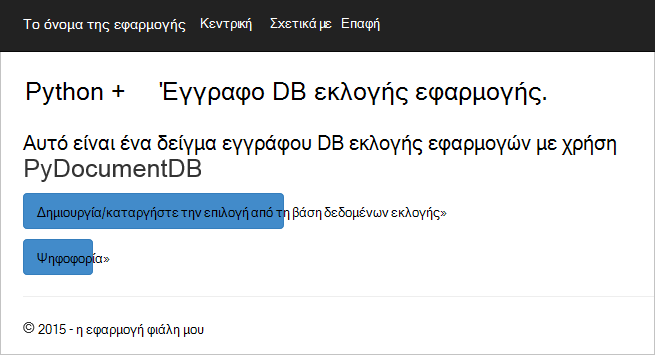 Το όνομα της εφαρμογής Κεντρική Σχετικά με Επαφή
Python + Έγγραφο DB εκλογής εφαρμογής.
Αυτό είναι ένα δείγμα εγγράφου DB εκλογής εφαρμογών με χρήση
PyDocumentDB
Δημιουργία/καταργήστε την επιλογή από τη βάση δεδομένων εκλογής»
Ψηφοφορία»
© 2015 - η εφαρμογή φιάλη μου